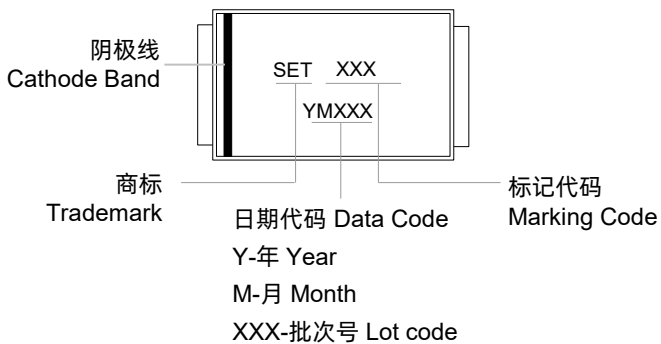 阴极线
Cathode Band
SET XXX
YMXXX
商标
Trademark
标记代码
Marking Code
日期代码 Data Code
Y-年 Year
M-月 Month
XXX-批次号 Lot code